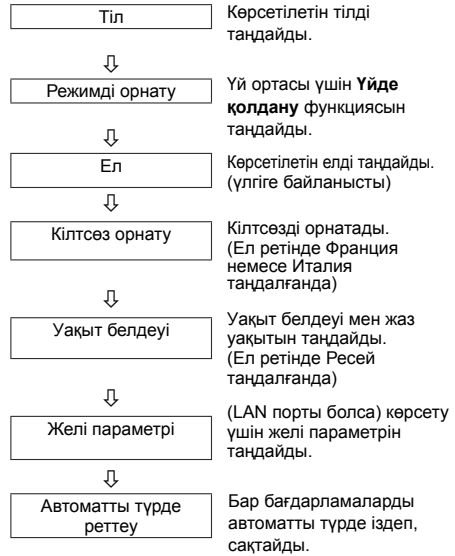 Тіл
Көрсетілетін тілді
таңдайды.
⇩
Режимді орнату
Үй ортасы үшін Үйде
қолдану функциясын
таңдайды.
⇩
Ел
Көрсетілетін елді таңдайды.
(үлгіге байланысты)
⇩
Кілтсөз орнату
Кілтсөзді орнатады.
(Ел ретінде Франция
немесе Италия
таңдалғанда)
⇩
Уақыт белдеуі
Уақыт белдеуі мен жаз
уақытын таңдайды.
(Ел ретінде Ресей
таңдалғанда)
⇩
Желі параметрі
(LAN порты болса) көрсету
үшін желі параметрін
таңдайды.
⇩
Автоматты түрде
реттеу
Бар бағдарламаларды
автоматты түрде іздеп,
сақтайды.